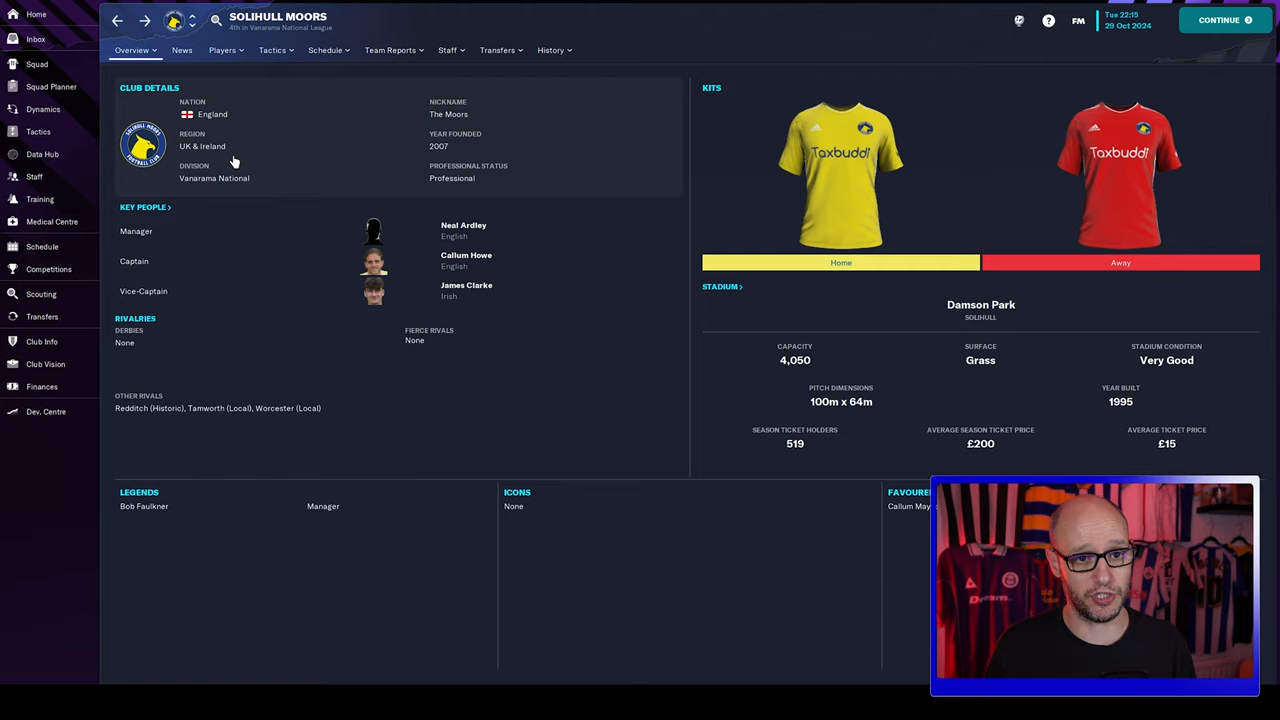 Home
Inbox
Squad
Squad Planner
Dynamics
Tactics
Data Hub
Staff
Training
Medical Centre
Schedule
Competitions
Scouting
Transfers
Club Info
Club Vision
Finances
Dev. Centre
SOLIHULL MOORS
4th in Vanarama National League
FM
Tue 22:15
29 Oct 2024
CONTINUE
Overview News Players Tactics Schedule Team Reports Staff Transfers History
CLUB DETAILS
NATION
England
NICKNAME
The Moors
REGION
UK & Ireland
YEAR FOUNDED
2007
DIVISION
Vanarama National
PROFESSIONAL STATUS
Professional
SOLIHULL MOORS
FOOTBALL CLUB
KEY PEOPLE
Manager
Neal Ardley
English
Captain
Callum Howe
English
Vice-Captain
James Clarke
Irish
RIVALRIES
DERBIES
None
FIERCE RIVALS
None
OTHER RIVALS
Redditch (Historic), Tamworth (Local), Worcester (Local)
KITS
Taxbuddi
Taxbuddi
Home
Away
STADIUM
Damson Park
SOLIHULL
CAPACITY
4,050
SURFACE
Grass
STADIUM CONDITION
Very Good
PITCH DIMENSIONS
100m x 64m
YEAR BUILT
1995
SEASON TICKET HOLDERS
519
AVERAGE SEASON TICKET PRICE
£200
AVERAGE TICKET PRICE
£15
LEGENDS
Bob Faulkner Manager
ICONS
None
Callum